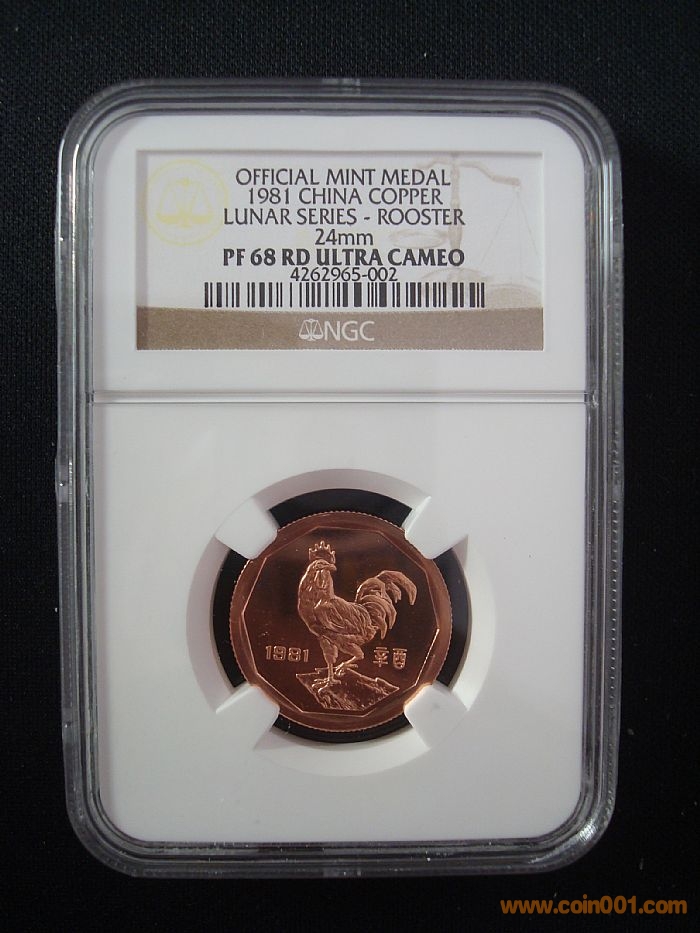 OFFICIAL MINT MEDAL
1981 CHINA COPPER
LUNAR SERIES - ROOSTER
24mm
PF 68 RD ULTRA CAMEO
4262965-002
NGC
1981 辛酉
www.coin001.com